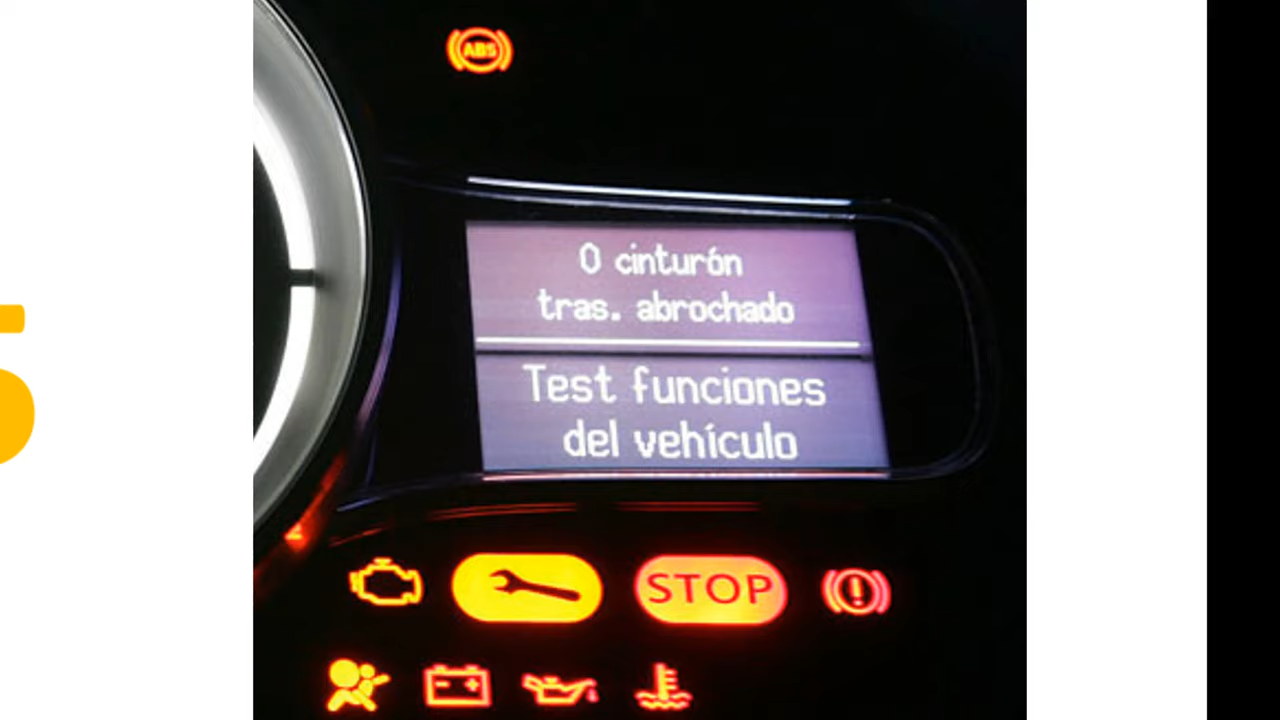 ABS
0 cinturón
tras. abrochado
Test funciones
del vehículo
STOP